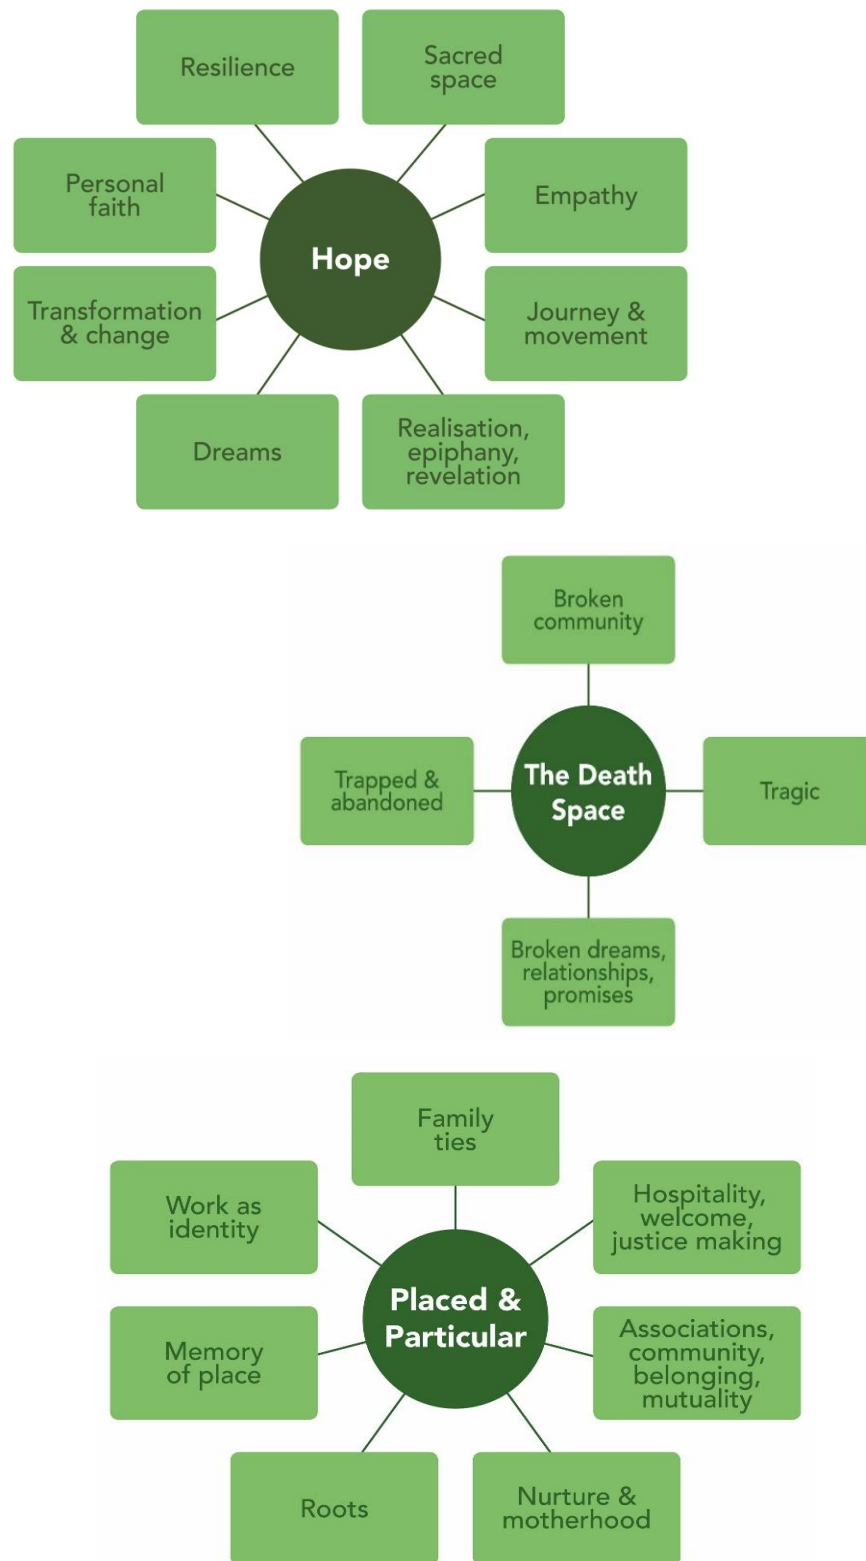 Resilience
Sacred
space
Personal
faith
Empathy
Hope
Transformation
& change
Journey &
movement
Dreams
Realisation,
epiphany,
revelation
Broken
community
Trapped &
abandoned
The Death
Space
Tragic
Broken dreams,
relationships,
promises
Family
ties
Work as
identity
Hospitality,
welcome,
justice making
Placed &
Particular
Memory
of place
Associations,
community,
belonging,
mutuality
Roots
Nurture &
motherhood